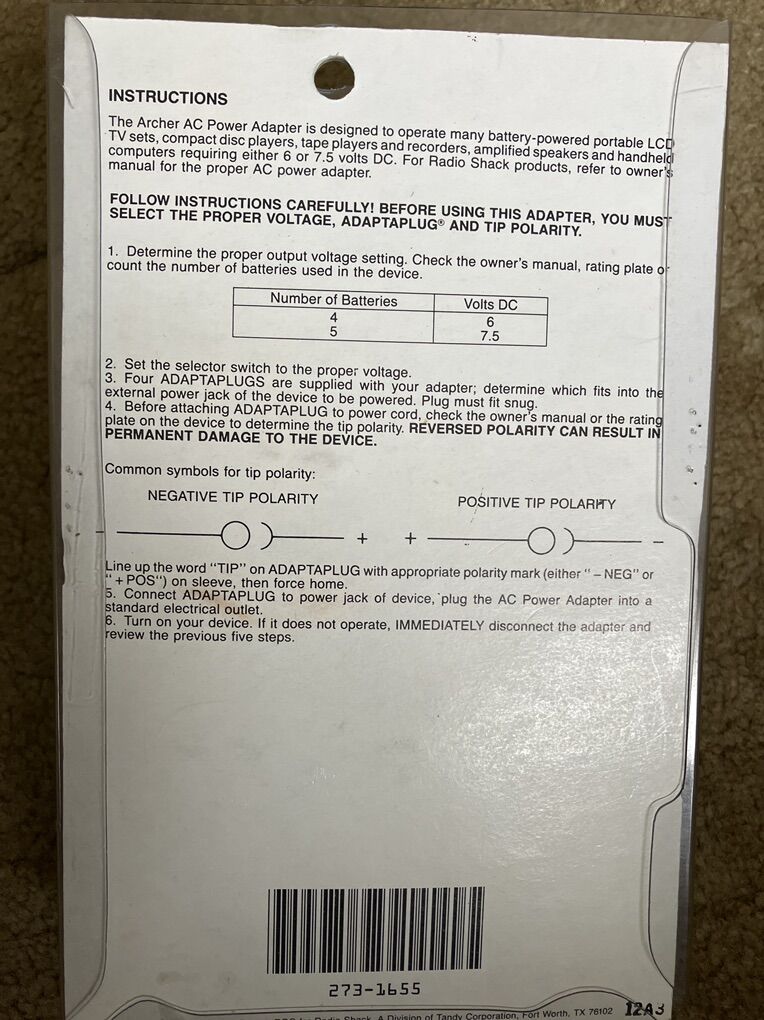 INSTRUCTIONS
The Archer AC Power Adapter is designed to operate many battery-powered portable LCD
TV sets, compact disc players, tape players and recorders, amplified speakers and handheld
computers requiring either 6 or 7.5 volts DC. For Radio Shack products, refer to owner's
manual for the proper AC power adapter.
FOLLOW INSTRUCTIONS CAREFULLY! BEFORE USING THIS ADAPTER, YOU MUST
SELECT THE PROPER VOLTAGE, ADAPTAPLUG® AND TIP POLARITY.
1. Determine the proper output voltage setting. Check the owner's manual, rating plate or
count the number of batteries used in the device.
Number of Batteries Volts DC
4 6
5 7.5
2. Set the selector switch to the proper voltage.
3. Four ADAPTAPLUGS are supplied with your adapter; determine which fits into the
external power jack of the device to be powered. Plug must fit snug.
4. Before attaching ADAPTAPLUG to power cord, check the owner's manual or the rating
plate on the device to determine the tip polarity. REVERSED POLARITY CAN RESULT IN
PERMANENT DAMAGE TO THE DEVICE.
Common symbols for tip polarity:
NEGATIVE TIP POLARITY POSITIVE TIP POLARITY
- + + -
Line up the word "TIP" on ADAPTAPLUG with appropriate polarity mark (either "– NEG" or
"+ POS") on sleeve, then force home.
5. Connect ADAPTAPLUG to power jack of device, plug the AC Power Adapter into a
standard electrical outlet.
6. Turn on your device. If it does not operate, IMMEDIATELY disconnect the adapter and
review the previous five steps.
273-1655
Radio Shack, A Division of Tandy Corporation, Fort Worth, TX 76102 12A3